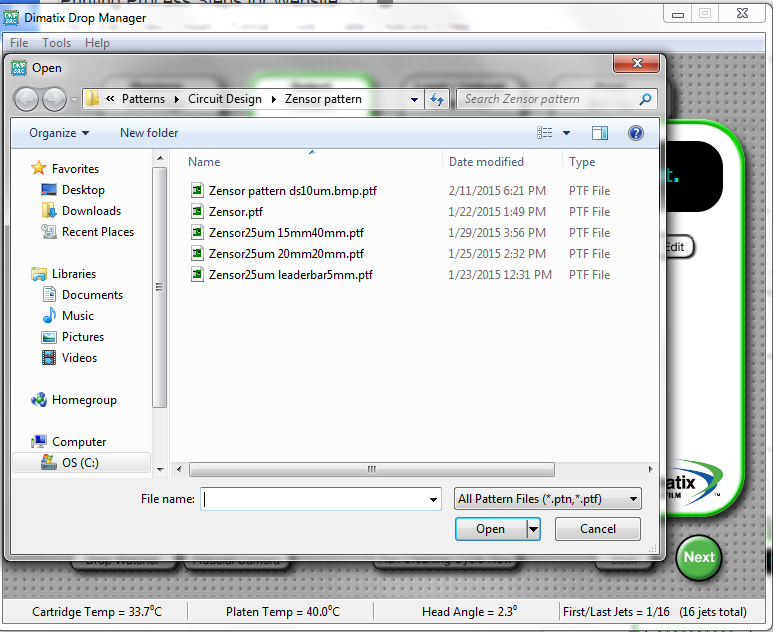 Dimatix Drop Manager
File Tools Help
Open
« Patterns Circuit Design Zensor pattern Search Zensor pattern
Organize New folder
Name Date modified Type
Favorites
Desktop
Downloads
Recent Places
Libraries
Documents
Music
Pictures
Videos
Homegroup
Computer
OS (C:)
Zensor pattern ds10um.bmp.ptf 2/11/2015 6:21 PM PTF File
Zensor.ptf 1/22/2015 1:49 PM PTF File
Zensor25um 15mm40mm.ptf 1/29/2015 3:56 PM PTF File
Zensor25um 20mm20mm.ptf 1/25/2015 2:32 PM PTF File
Zensor25um leaderbar5mm.ptf 1/23/2015 12:31 PM PTF File
t.
Edit
File name: All Pattern Files (*.ptn,*.ptf)
Open Cancel
atix
FILM
Next
Cartridge Temp = 33.7⁰C Platen Temp = 40.0⁰C Head Angle = 2.3⁰ First/Last Jets = 1/16 (16 jets total)